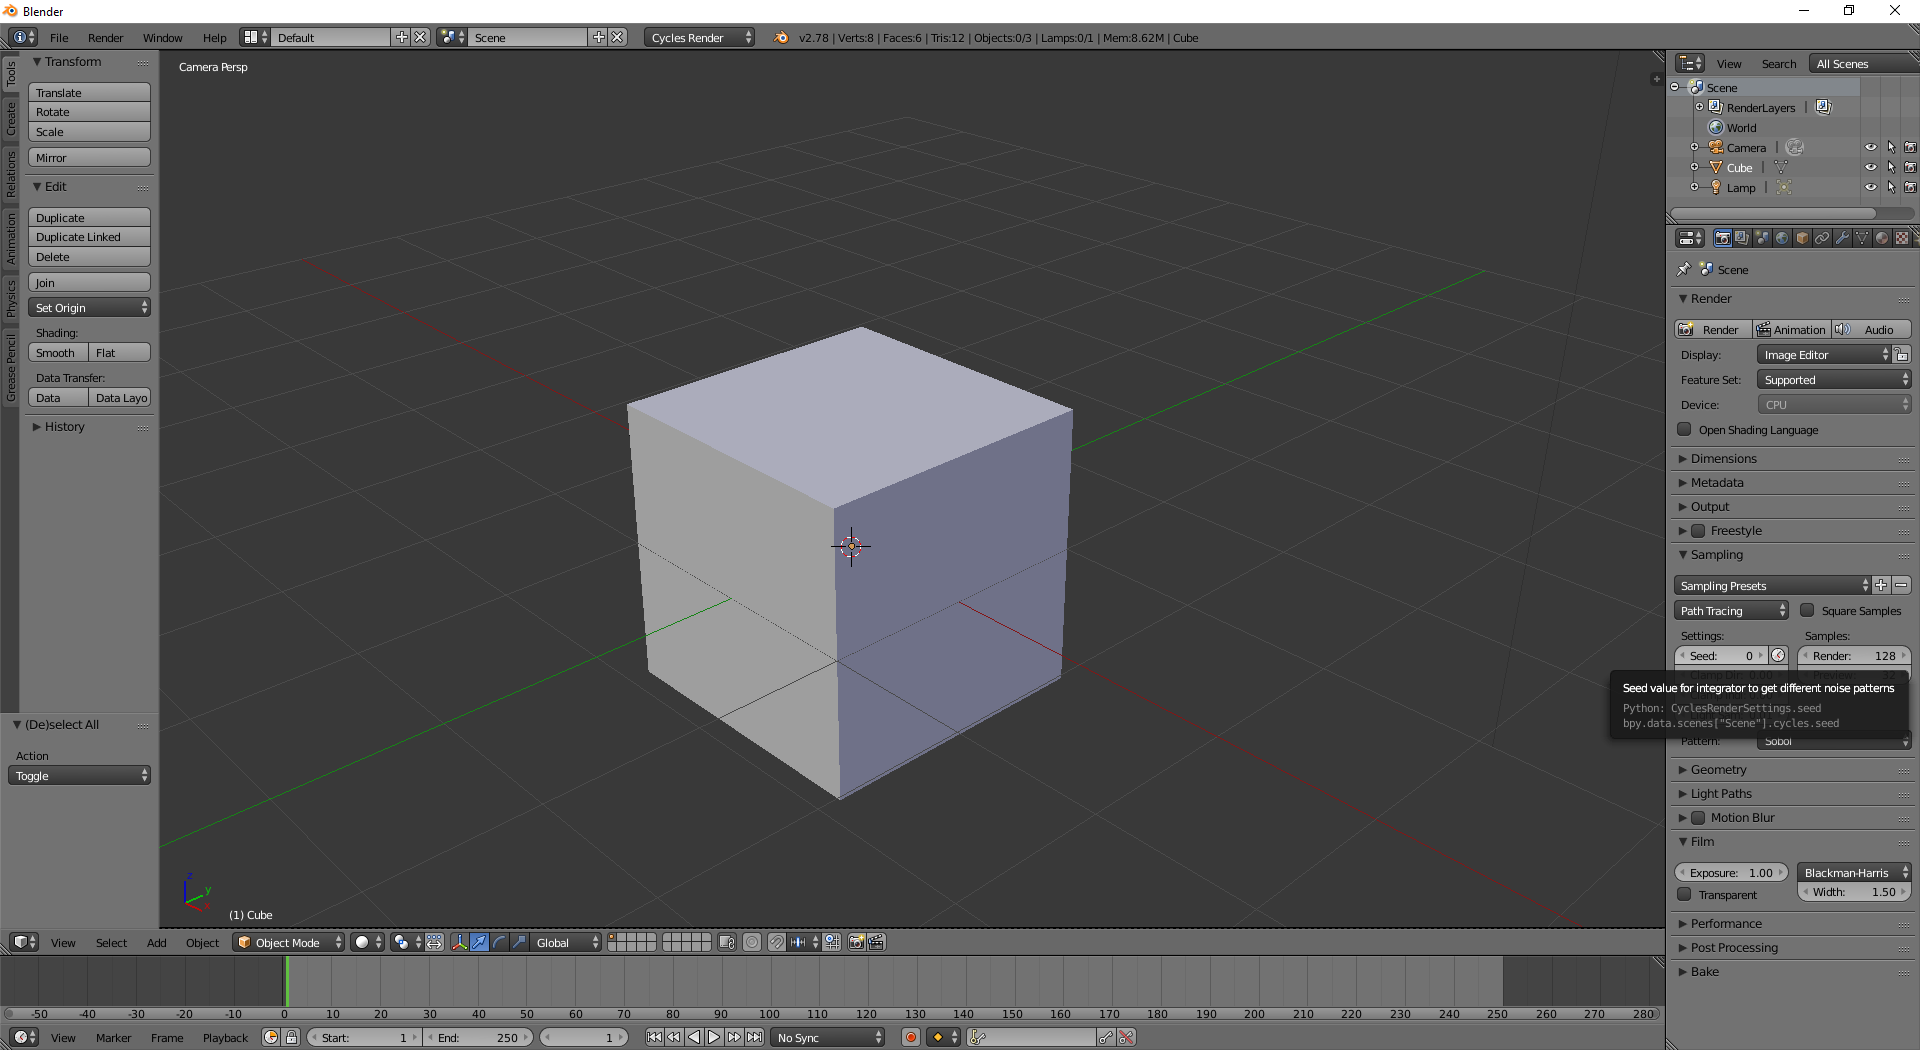 Blender
File Render Window Help Default Scene Cycles Render v2.78 | Verts:8 | Faces:6 | Tris:12 | Objects:0/3 | Lamps:0/1 | Mem:8.62M | Cube
Tools
Create
Relations
Animation
Physics
Grease Pencil
Transform
Translate
Rotate
Scale
Mirror
Edit
Duplicate
Duplicate Linked
Delete
Join
Set Origin
Shading:
Smooth Flat
Data Transfer:
Data Data Layo
History
(De)select All
Action
Toggle
Camera Persp
z
y
x
(1) Cube
View Search All Scenes
Scene
RenderLayers
World
Camera
Cube
Lamp
Scene
Render
Render Animation Audio
Display: Image Editor
Feature Set: Supported
Device: CPU
Open Shading Language
Dimensions
Metadata
Output
Freestyle
Sampling
Sampling Presets
Path Tracing Square Samples
Settings: Samples:
Seed: 0 Render: 128
Clamp Dir: 0.00 Preview: 32
Seed value for integrator to get different noise patterns
Python: CyclesRenderSettings.seed
bpy.data.scenes["Scene"].cycles.seed
Pattern: Sobol
Geometry
Light Paths
Motion Blur
Film
Exposure: 1.00 Blackman-Harris
Transparent Width: 1.50
Performance
Post Processing
Bake
View Select Add Object Object Mode Global
-50 -40 -30 -20 -10 0 10 20 30 40 50 60 70 80 90 100 110 120 130 140 150 160 170 180 190 200 210 220 230 240 250 260 270 280
View Marker Frame Playback Start: 1 End: 250 1 No Sync